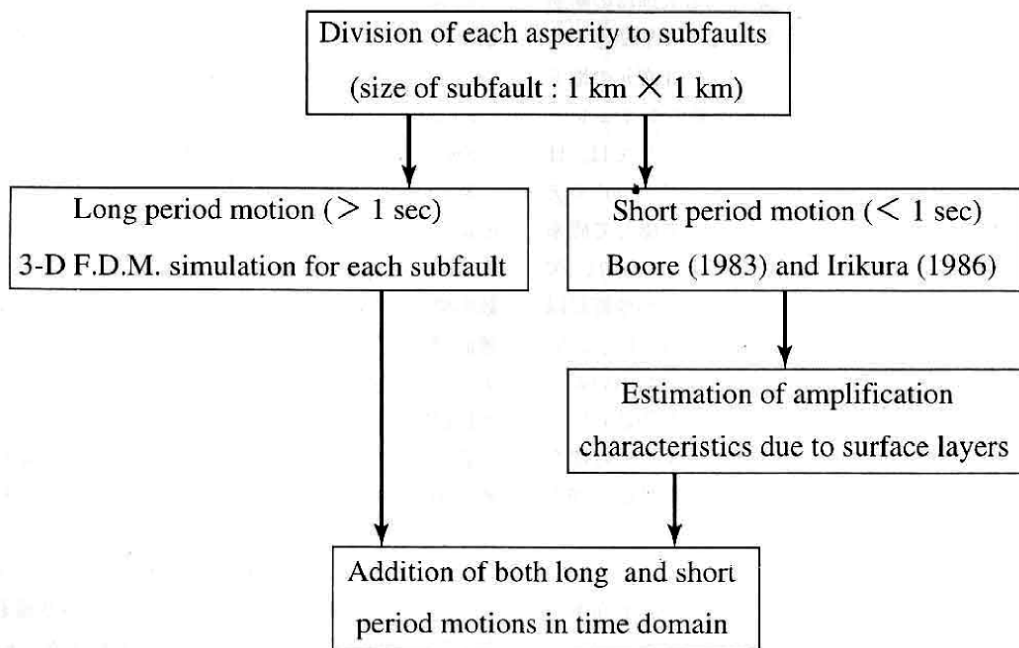 Division of each asperity to subfaults
(size of subfault : 1 km × 1 km)
Long period motion (> 1 sec)
3-D F.D.M. simulation for each subfault
Short period motion (< 1 sec)
Boore (1983) and Irikura (1986)
Estimation of amplification
characteristics due to surface layers
Addition of both long and short
period motions in time domain